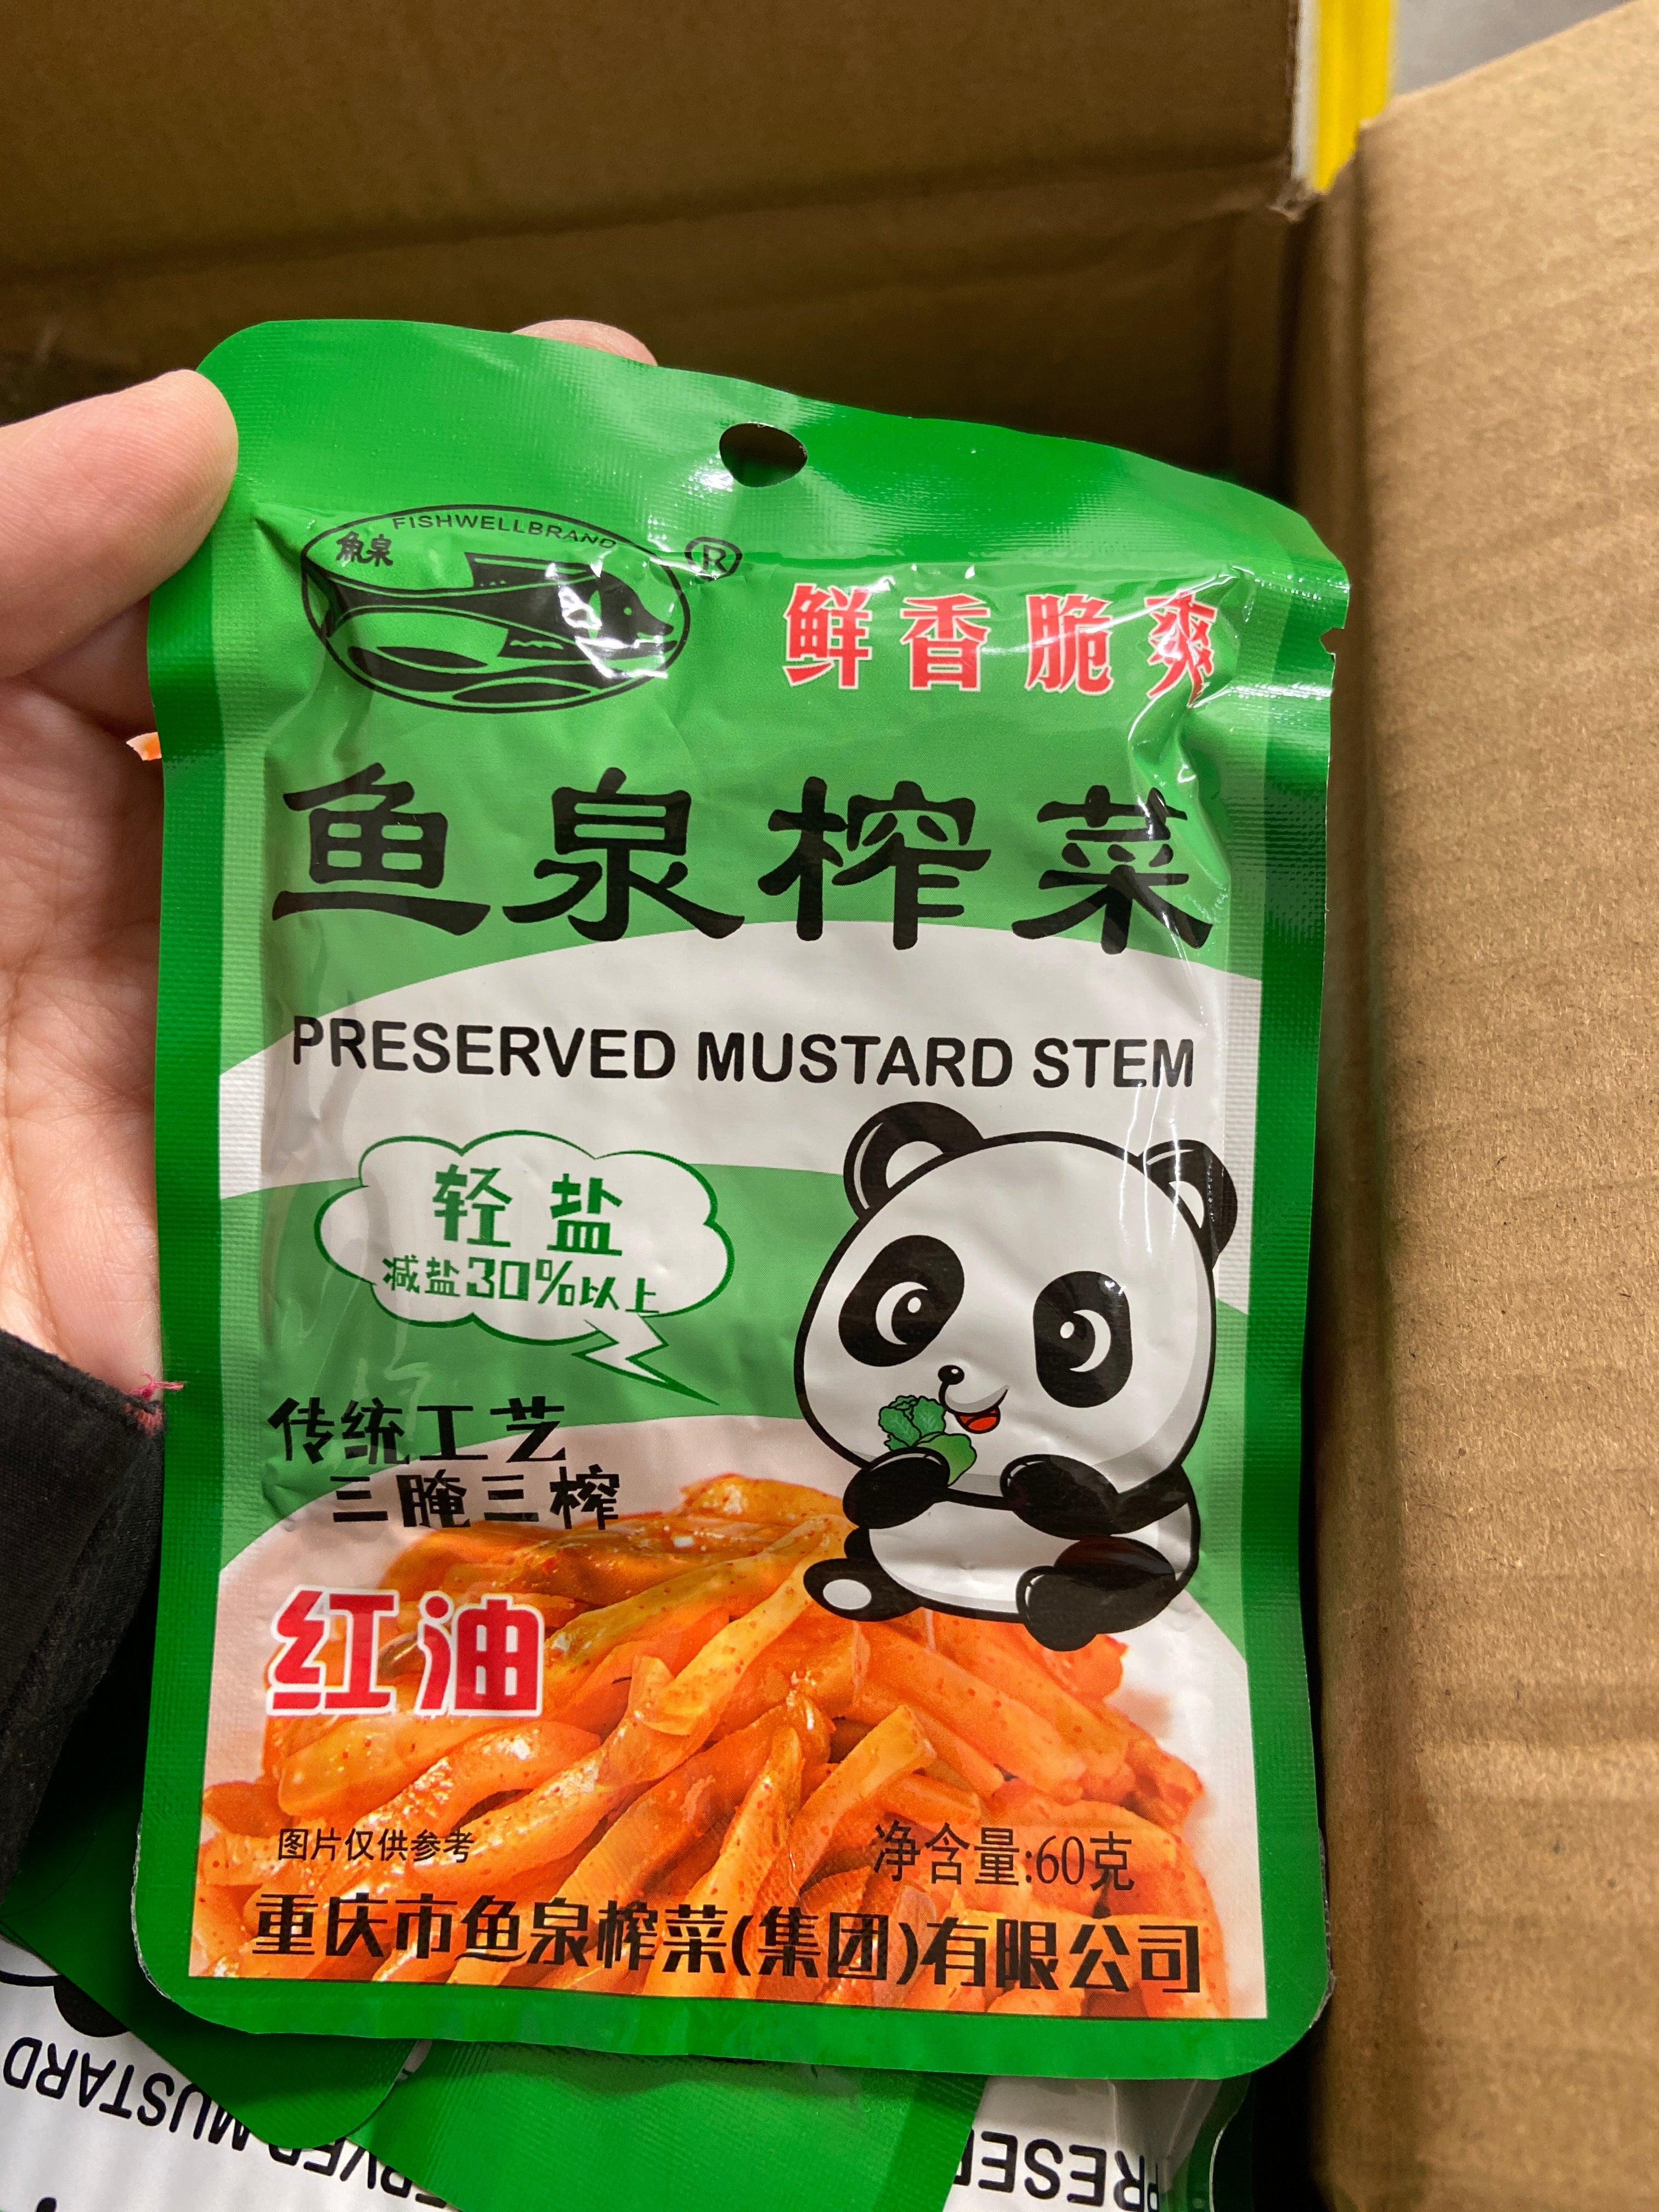 FISHWELLBRAND
魚泉
®
鲜香脆爽
鱼泉榨菜
PRESERVED MUSTARD STEM
轻盐
减盐30%以上
传统工艺
三腌三榨
红油
图片仅供参考
净含量:60克
重庆市鱼泉榨菜(集团)有限公司
MUSTARD